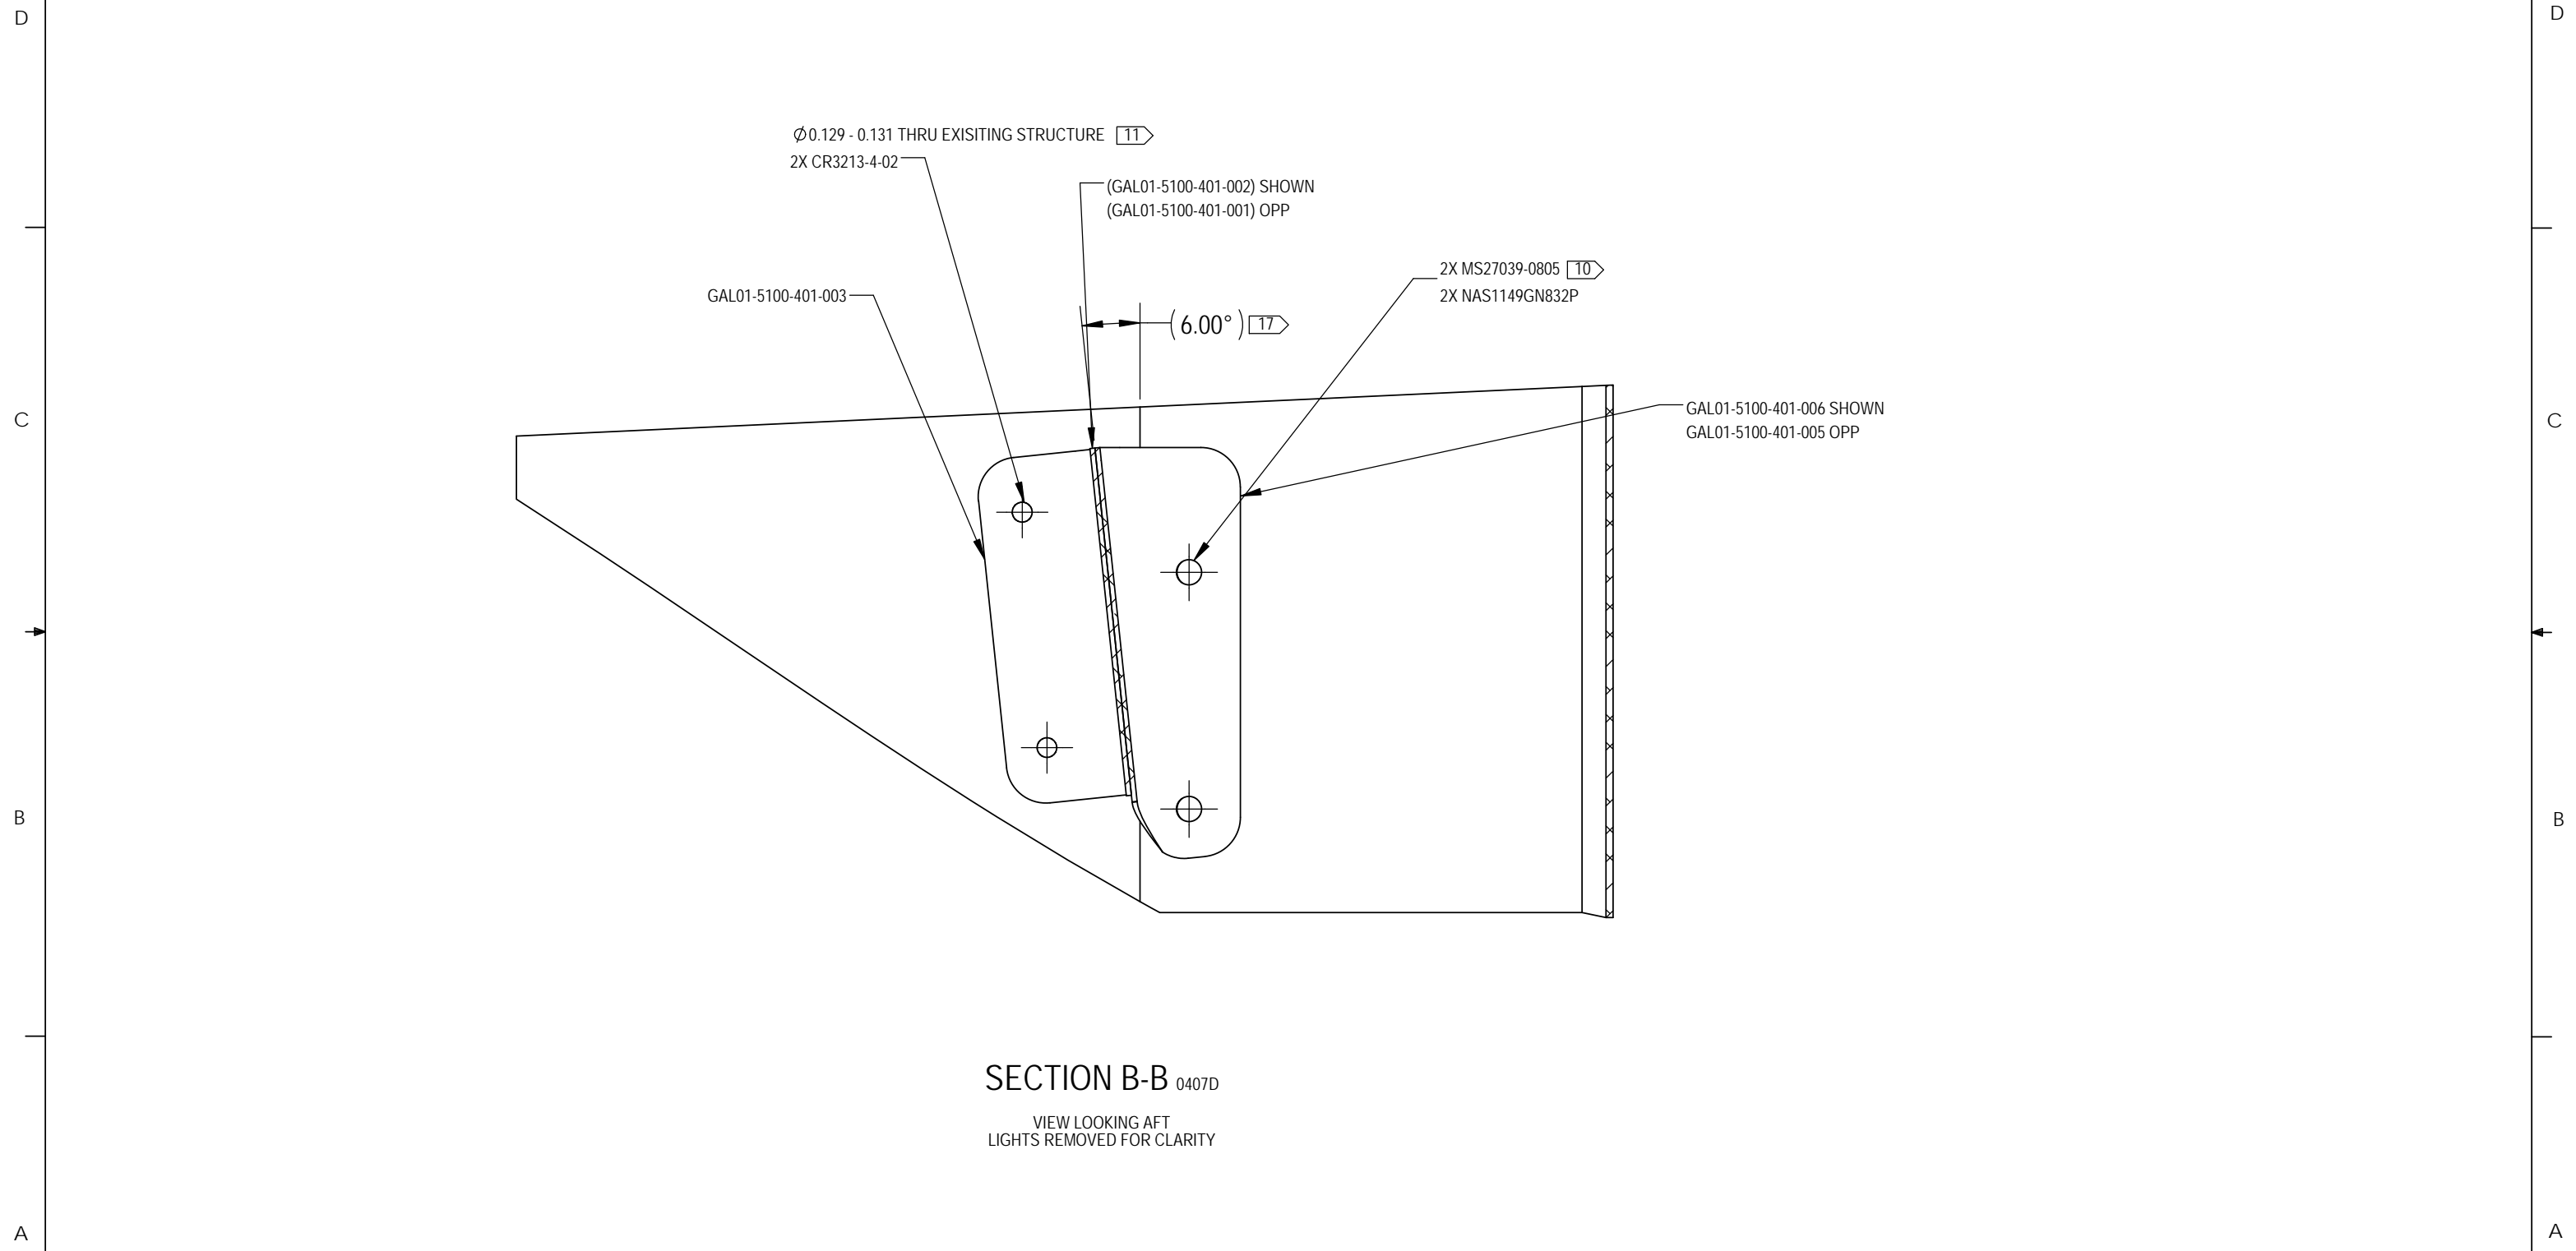 D
D
Ø0.129 - 0.131 THRU EXISITING STRUCTURE 11
2X CR3213-4-02
(GAL01-5100-401-002) SHOWN
(GAL01-5100-401-001) OPP
2X MS27039-0805 10
2X NAS1149GN832P
GAL01-5100-401-003
(6.00°) 17
GAL01-5100-401-006 SHOWN
GAL01-5100-401-005 OPP
C
C
B
B
SECTION B-B 0407D
VIEW LOOKING AFT
LIGHTS REMOVED FOR CLARITY
A
A